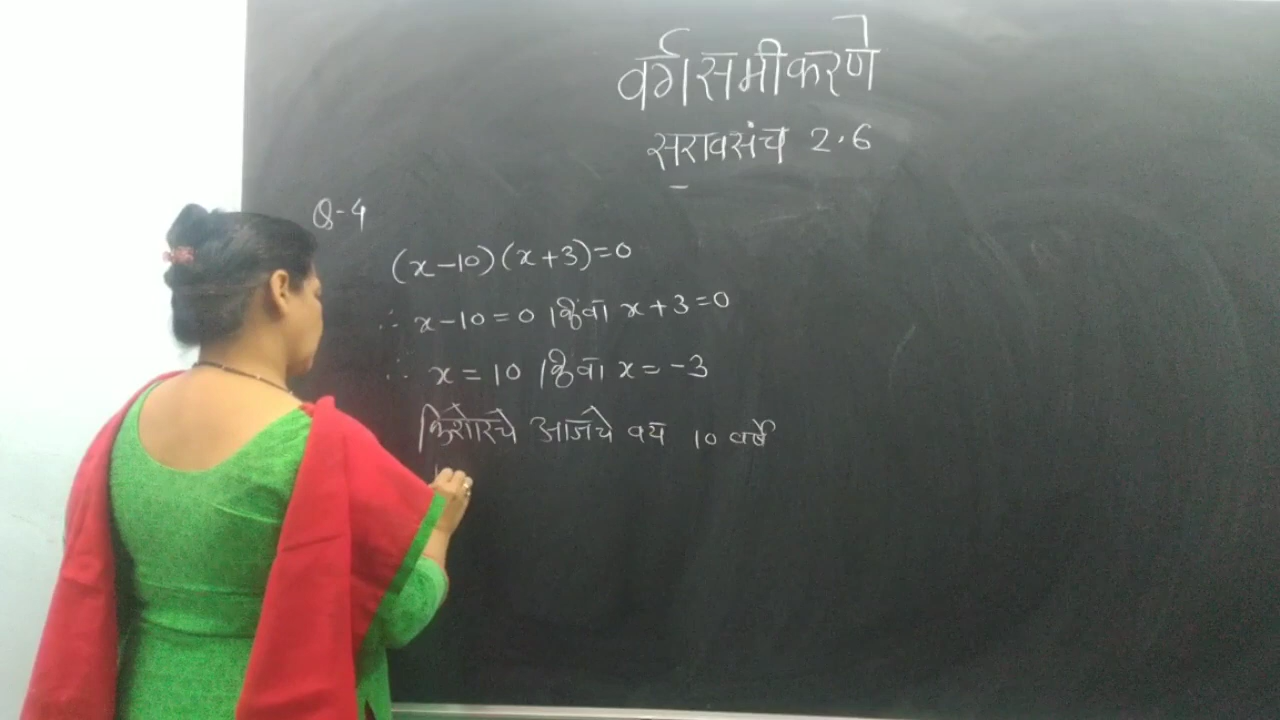 वर्गसमीकरणे
सरावसंच 2.6
Q-4
(x-10)(x+3)=0
∴ x-10=0 किंवा x+3=0
∴ x=10 किंवा x=-3
किशोरचे आजचे वय 10 वर्षे